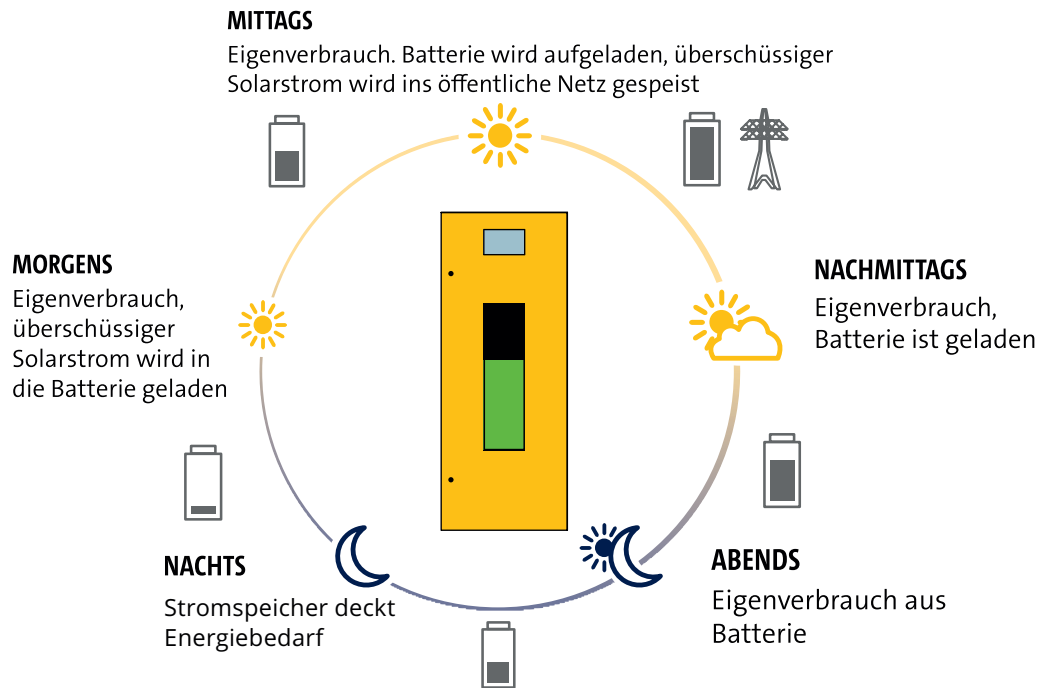 MITTAGS
Eigenverbrauch. Batterie wird aufgeladen, überschüssiger
Solarstrom wird ins öffentliche Netz gespeist
MORGENS
Eigenverbrauch,
überschüssiger
Solarstrom wird in
die Batterie geladen
NACHMITTAGS
Eigenverbrauch,
Batterie ist geladen
NACHTS
Stromspeicher deckt
Energiebedarf
ABENDS
Eigenverbrauch aus
Batterie